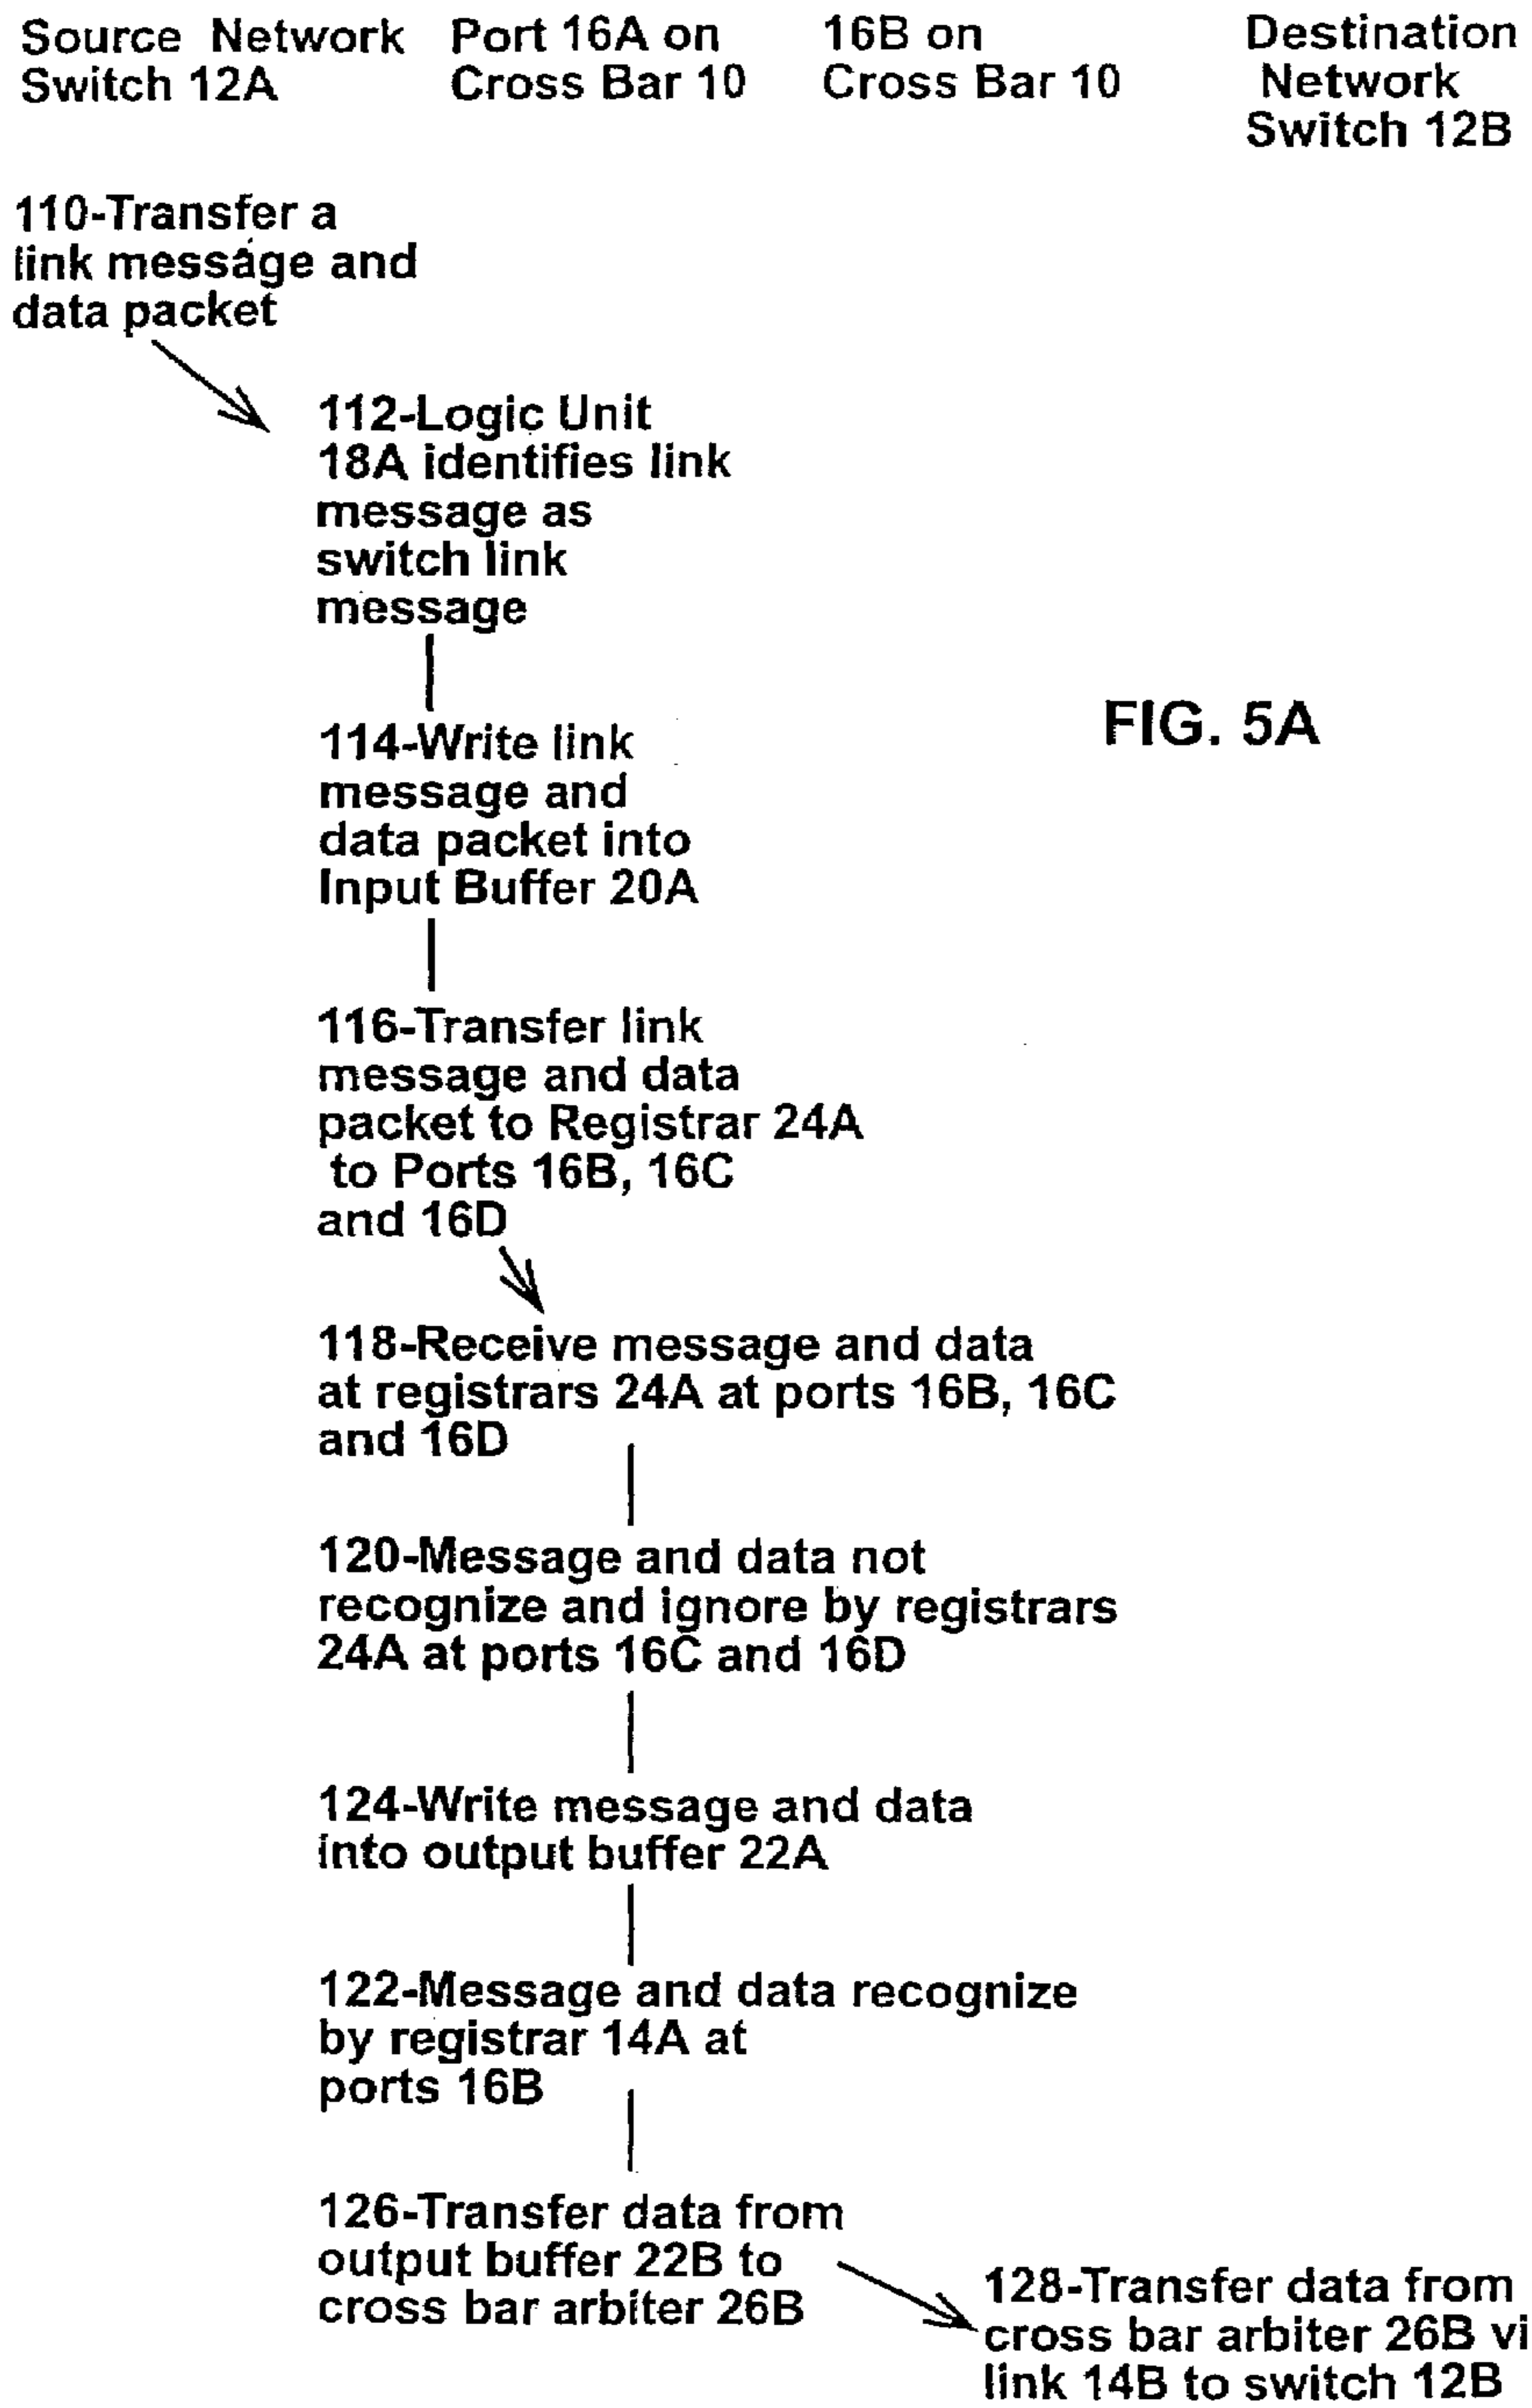 Source Network Switch 12A
Port 16A on Cross Bar 10
16B on Cross Bar 10
Destination Network Switch 12B
110-Transfer a
link message and
data packet
112-Logic Unit
18A identifies link
message as
switch link
message
FIG. 5A
114-Write link
message and
data packet into
Input Buffer 20A
116-Transfer link
message and data
packet to Registrar 24A
to Ports 16B, 16C
and 16D
118-Receive message and data
at registrars 24A at ports 16B, 16C
and 16D
120-Message and data not
recognize and ignore by registrars
24A at ports 16C and 16D
124-Write message and data
into output buffer 22A
122-Message and data recognize
by registrar 14A at
ports 16B
126-Transfer data from
output buffer 22B to
cross bar arbiter 26B
128-Transfer data from
cross bar arbiter 26B vi
link 14B to switch 12B